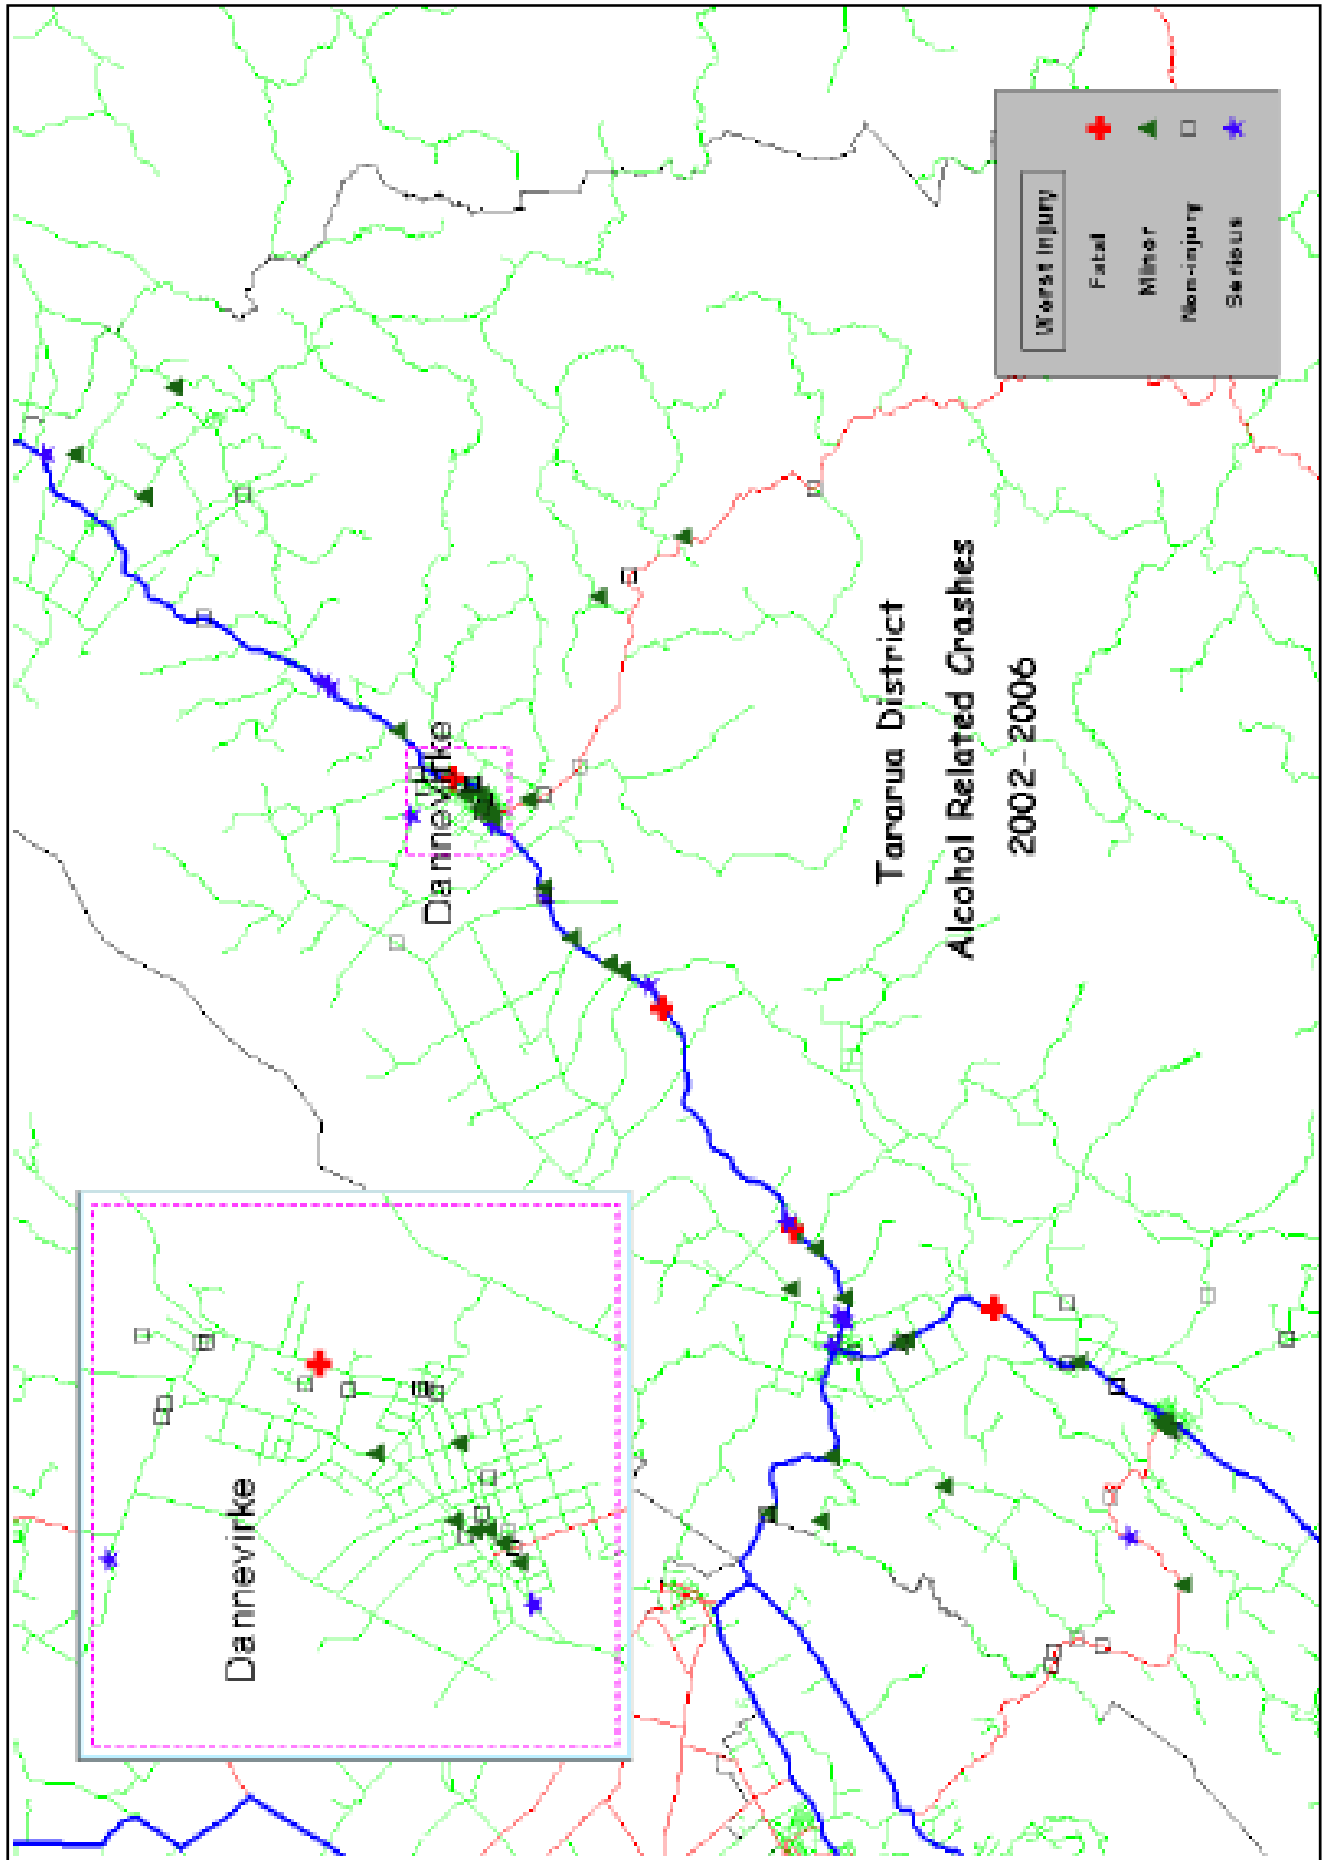 Tararua District
Alcohol Related Crashes
2002-2006
Dannevirke
Dannevirke
Worst injury
Fatal
Minor
Non-injury
Serious